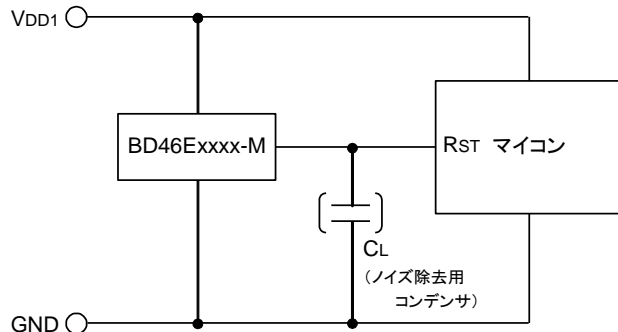 VDD1
BD46Exxxx-M
RST マイコン
CL
（ノイズ除去用
コンデンサ）
GND